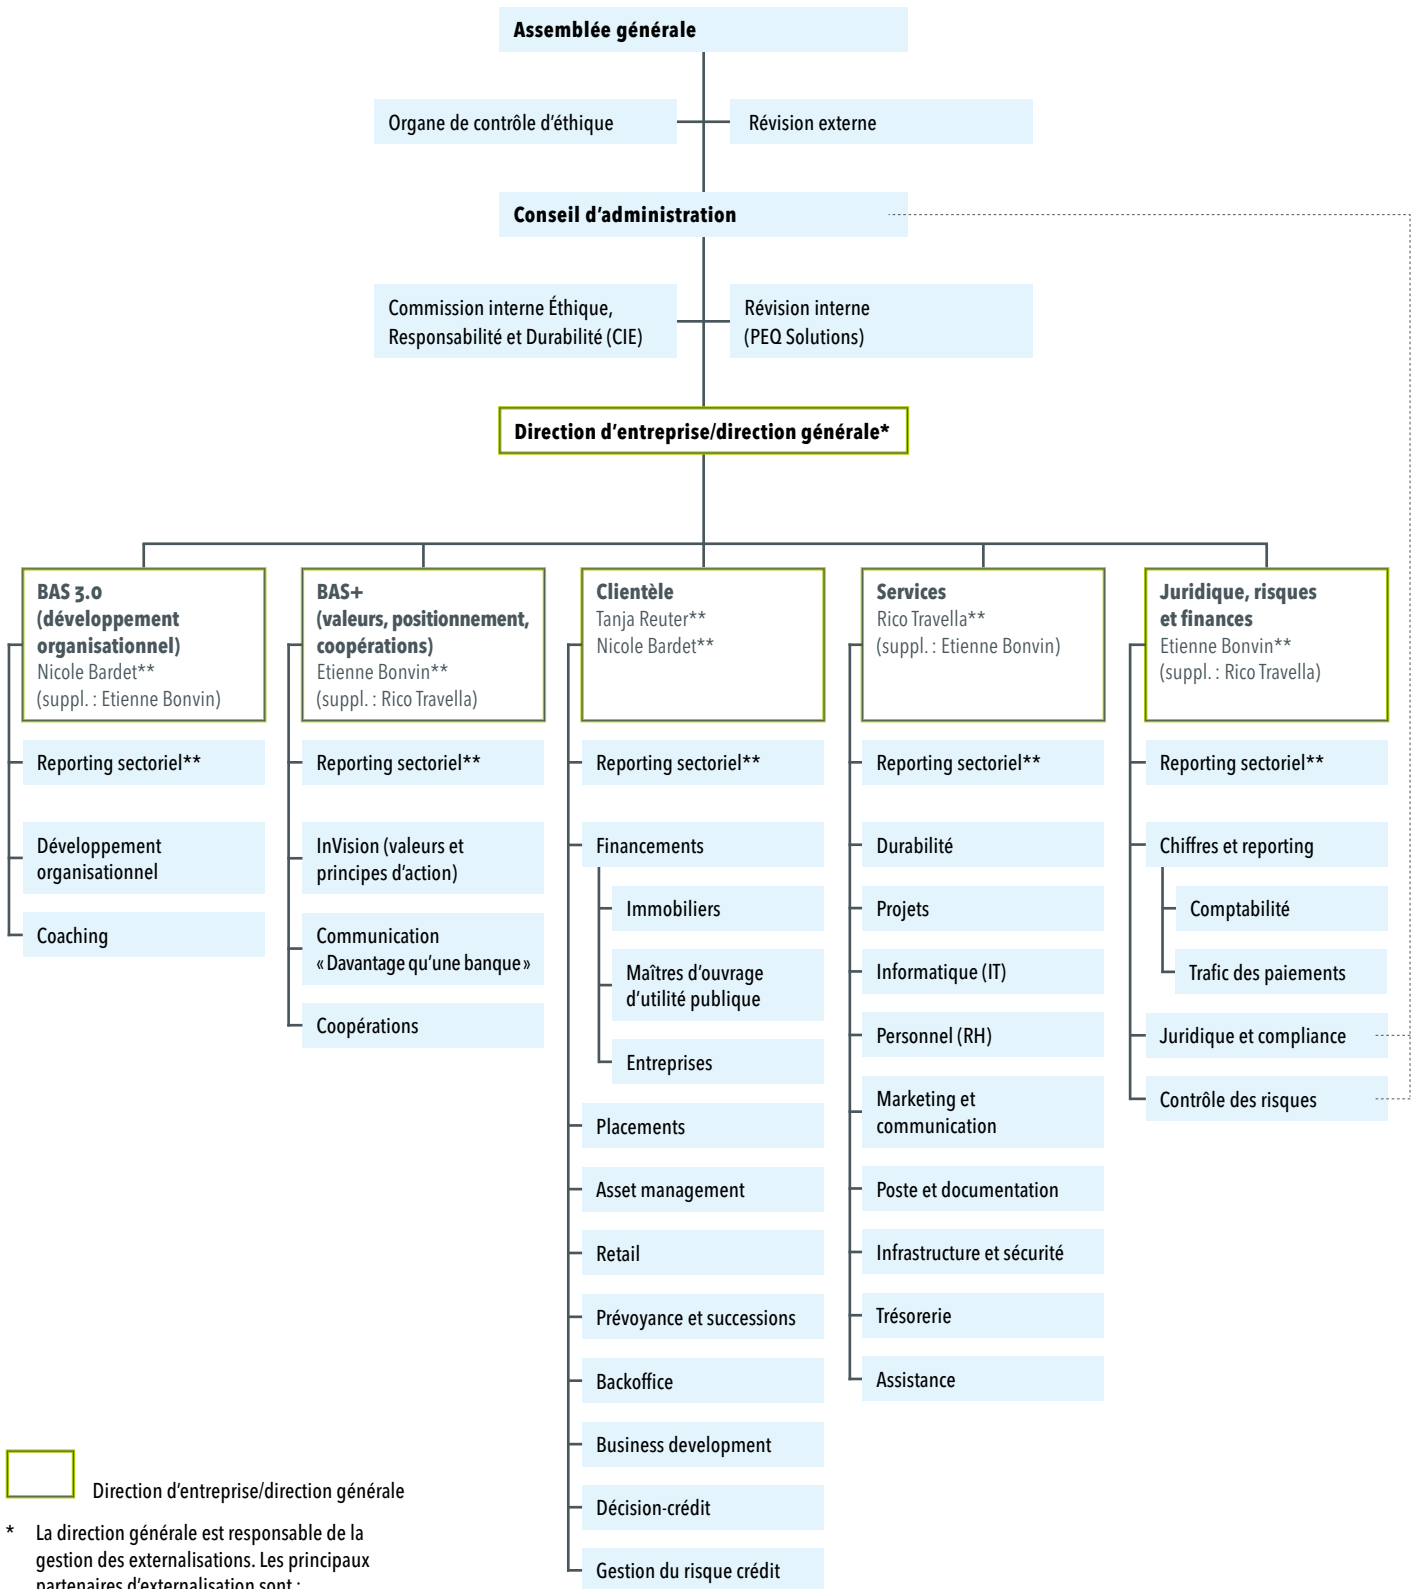 Assemblée générale
Organe de contrôle d'éthique
Révision externe
Conseil d'administration
Commission interne Éthique,
Responsabilité et Durabilité (CIE)
Révision interne
(PEQ Solutions)
Direction d'entreprise/direction générale*
BAS 3.0
(développement
organisationnel)
Nicole Bardet**
(suppl. : Etienne Bonvin)
Reporting sectoriel**
Développement
organisationnel
Coaching
BAS+
(valeurs, positionnement,
coopérations)
Etienne Bonvin**
(suppl. : Rico Travella)
Reporting sectoriel**
InVision (valeurs et
principes d'action)
Communication
«Davantage qu'une banque»
Coopérations
Clientèle
Tanja Reuter**
Nicole Bardet**
Reporting sectoriel**
Financements
Immobiliers
Maîtres d'ouvrage
d'utilité publique
Entreprises
Placements
Asset management
Retail
Prévoyance et successions
Backoffice
Business development
Décision-crédit
Gestion du risque crédit
Services
Rico Travella**
(suppl. : Etienne Bonvin)
Reporting sectoriel**
Durabilité
Projets
Informatique (IT)
Personnel (RH)
Marketing et
communication
Poste et documentation
Infrastructure et sécurité
Trésorerie
Assistance
Juridique, risques
et finances
Etienne Bonvin**
(suppl. : Rico Travella)
Reporting sectoriel**
Chiffres et reporting
Comptabilité
Trafic des paiements
Juridique et compliance
Contrôle des risques
Direction d'entreprise/direction générale
* La direction générale est responsable de la
gestion des externalisations. Les principaux
partenaires d'externalisation sont :